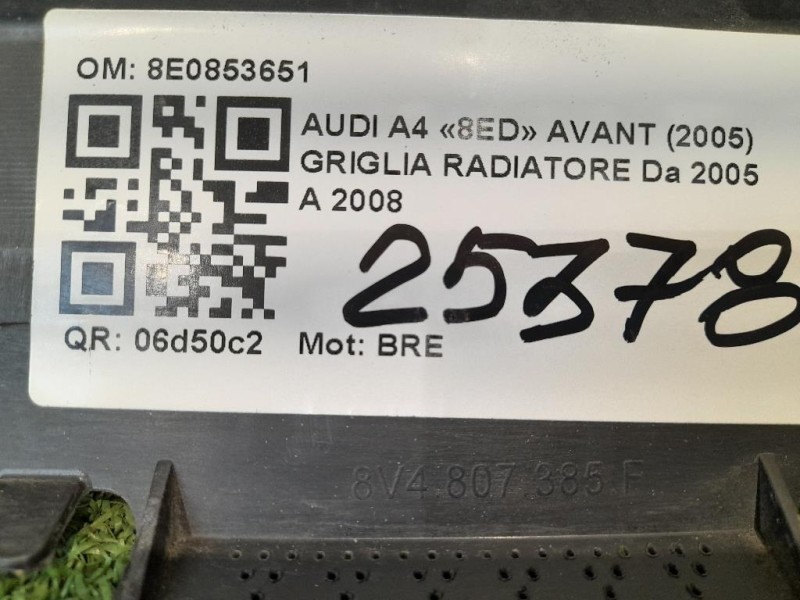 OM: 8E0853651
AUDI A4 «8ED» AVANT (2005)
GRIGLIA RADIATORE Da 2005
A 2008
25378
QR: 06d50c2 Mot: BRE
8V4.807.385 F